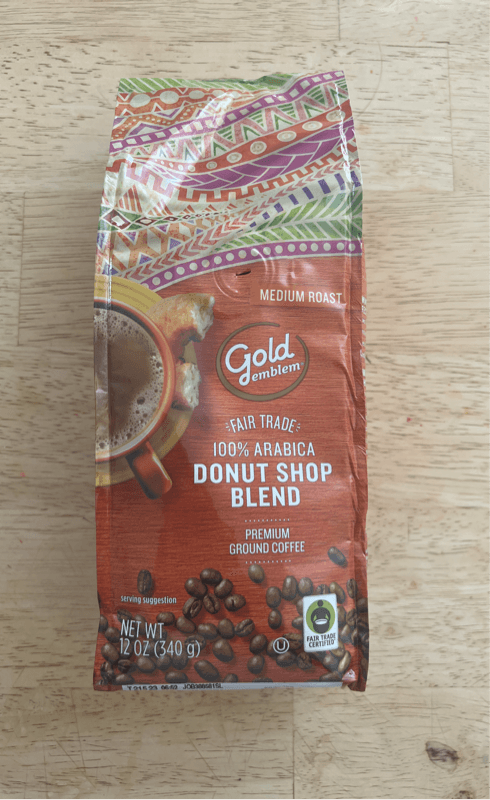 MEDIUM ROAST
Gold
emblem
FAIR TRADE
100% ARABICA
DONUT SHOP
BLEND
PREMIUM
GROUND COFFEE
serving suggestion
NET WT
12 OZ (340 g)
U
FAIR TRADE
CERTIFIED